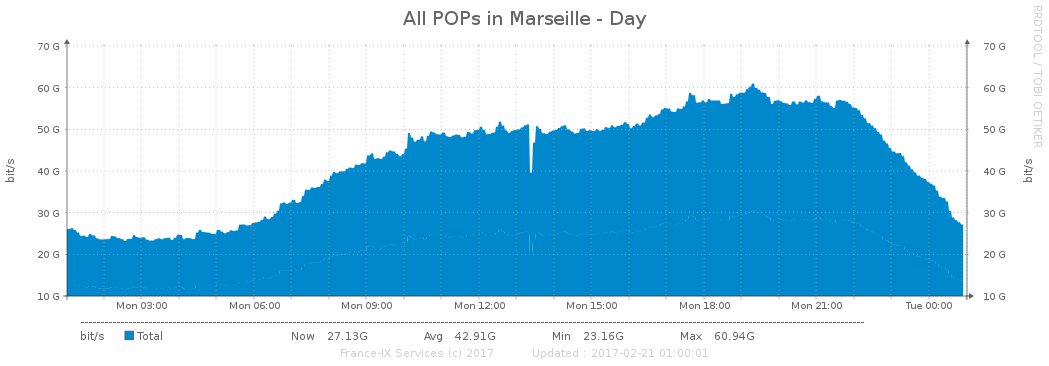 All POPs in Marseille - Day
RRDTOOL / TOBI OETIKER
70 G 70 G
60 G 60 G
50 G 50 G
40 G 40 G
30 G 30 G
20 G 20 G
10 G 10 G
bit/s bit/s
Mon 03:00 Mon 06:00 Mon 09:00 Mon 12:00 Mon 15:00 Mon 18:00 Mon 21:00 Tue 00:00
bit/s Total Now 27.13G Avg 42.91G Min 23.16G Max 60.94G
France-IX Services (c) 2017 Updated : 2017-02-21 01:00:01